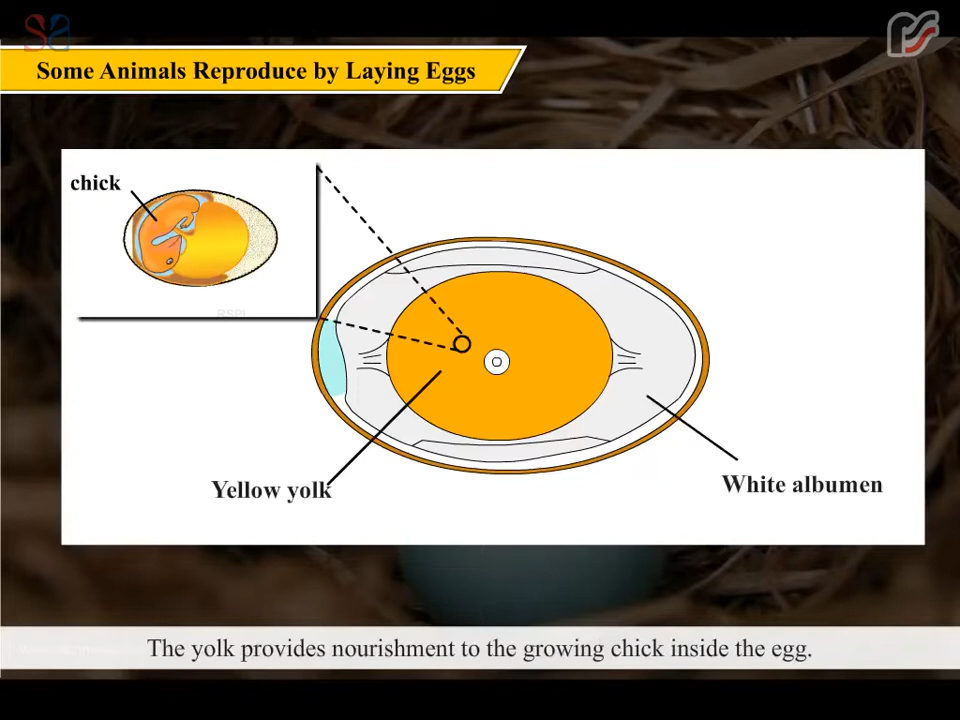 Some Animals Reproduce by Laying Eggs
chick
Yellow yolk
White albumen
The yolk provides nourishment to the growing chick inside the egg.